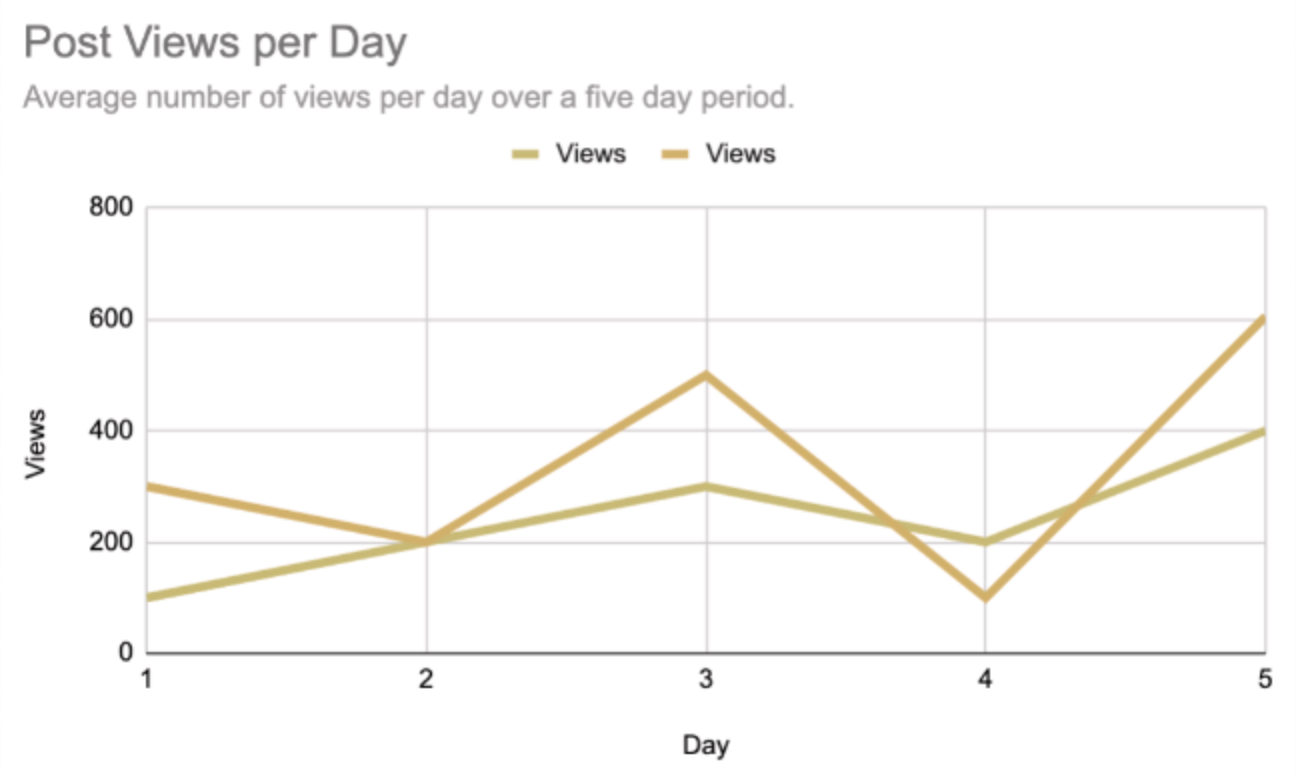 Post Views per Day
Average number of views per day over a five day period.
Views Views
800
600
400
200
0
Views
1 2 3 4 5
Day